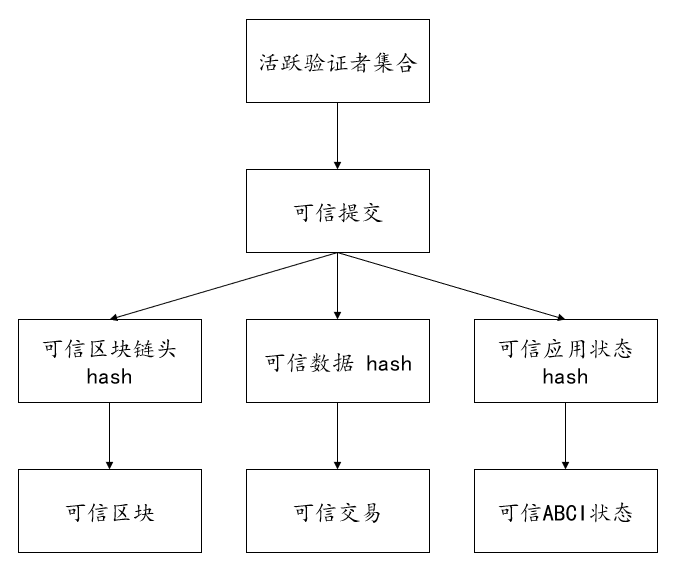 活跃验证者集合
可信提交
可信区块链头
hash
可信数据 hash
可信应用状态
hash
可信区块
可信交易
可信ABCI状态